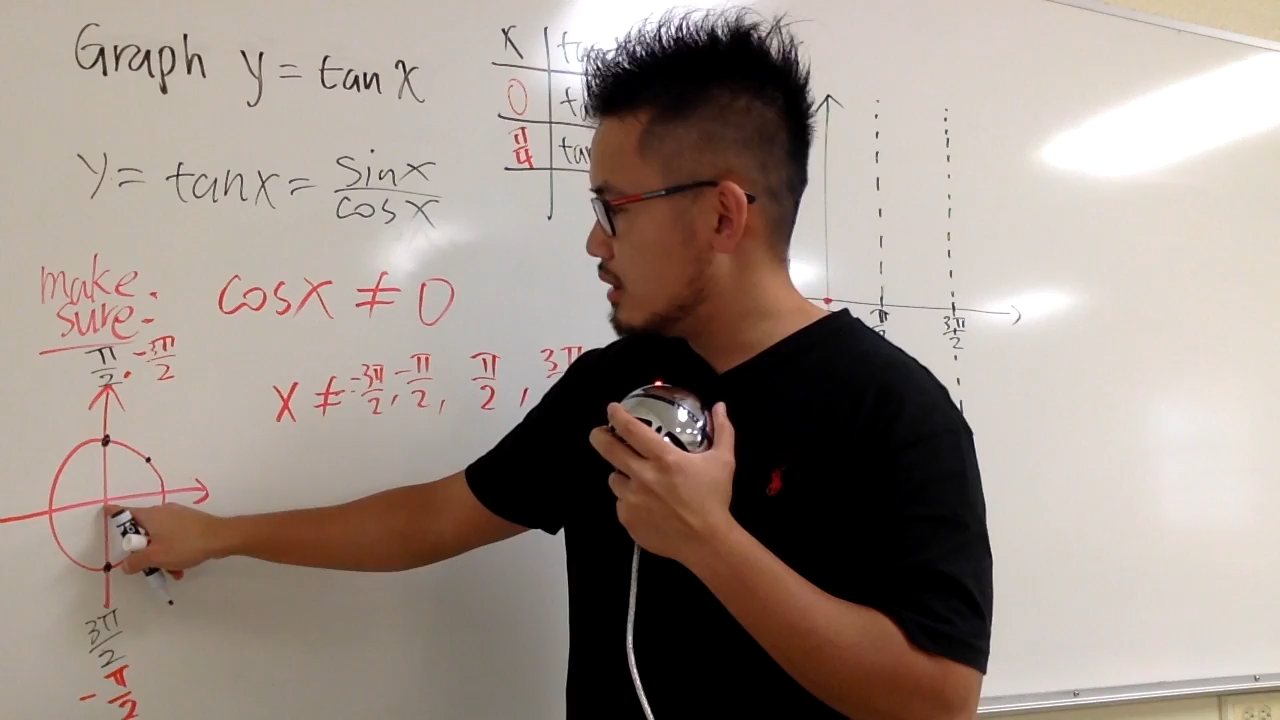 Graph y = tan x
y = tan x = sin x / cos x
make sure:
cos x ≠ 0
x ≠ -3π/2, -π/2, π/2, 3π
π/2, -3π/2
3π/2
-π/2
x
0
π/4 tan
3π/2